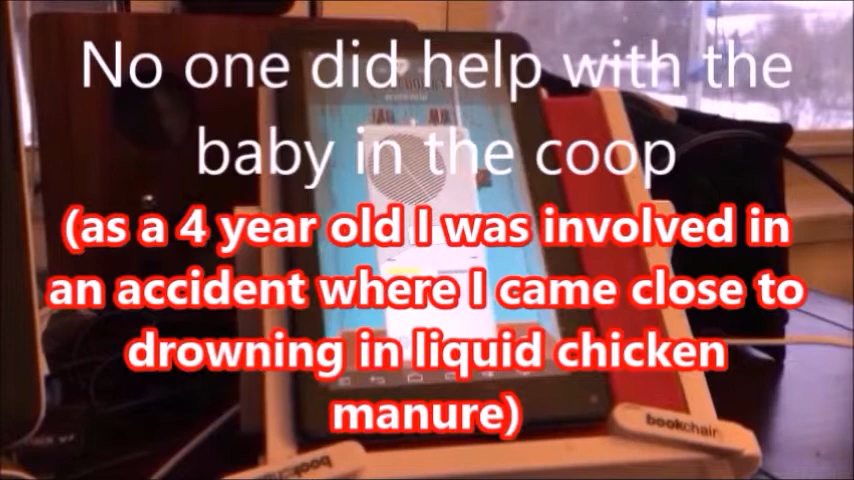 No one did help with the
baby in the coop
(as a 4 year old I was involved in
an accident where I came close to
drowning in liquid chicken
manure)
bookchair
bookc